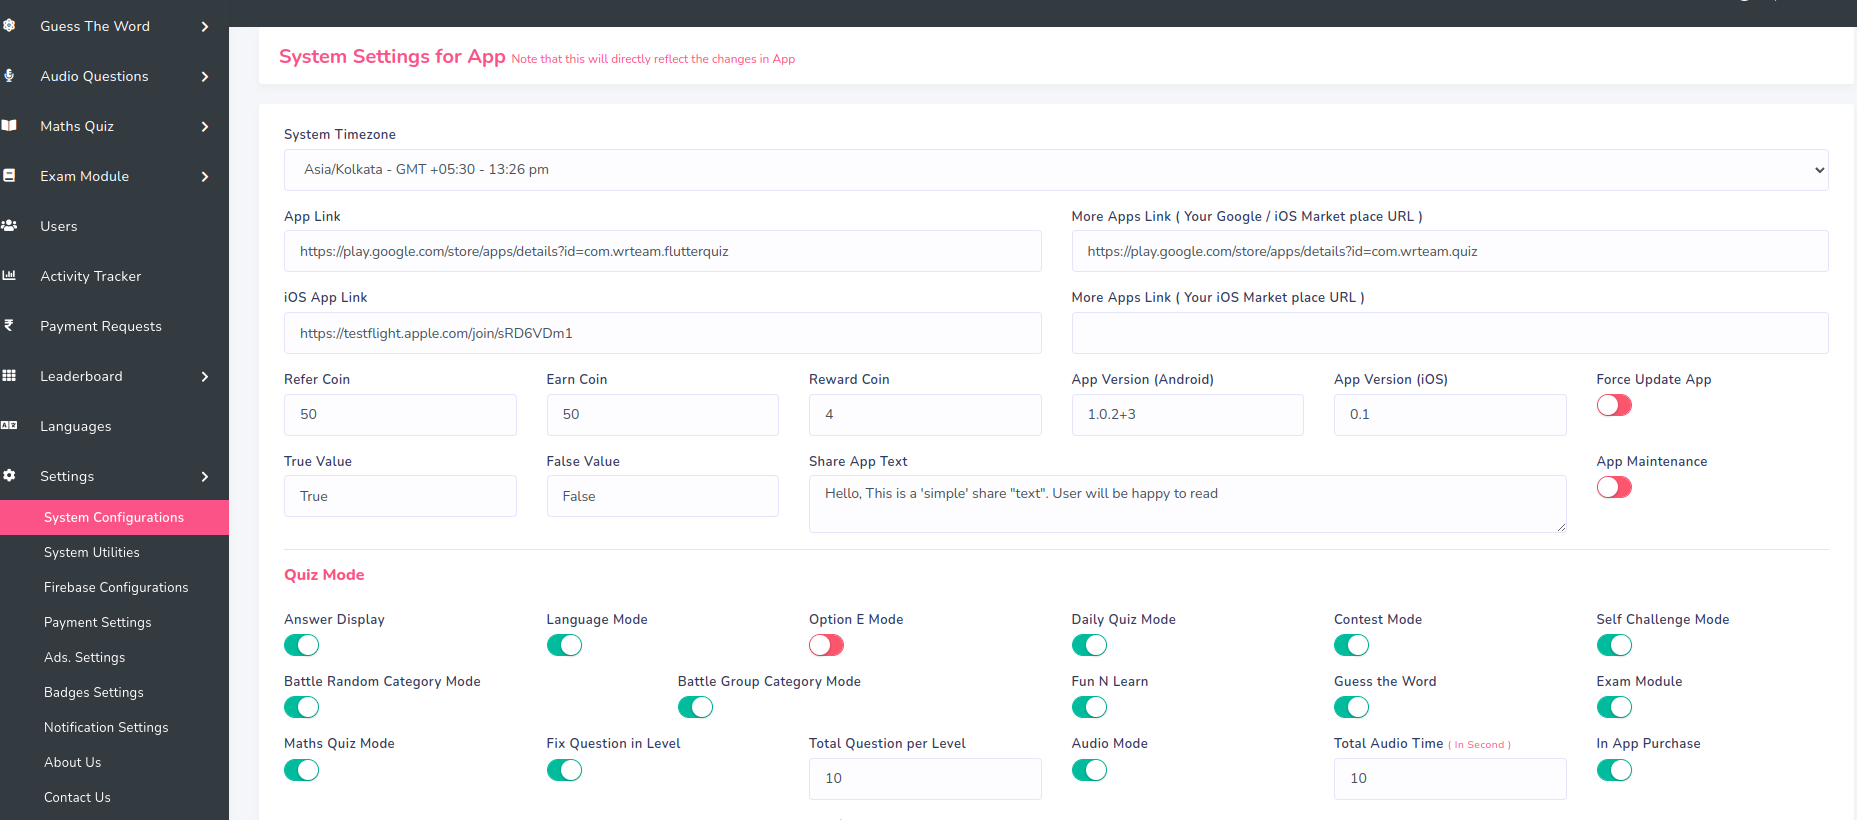 Guess The Word
Audio Questions
Maths Quiz
Exam Module
Users
Activity Tracker
Payment Requests
Leaderboard
Languages
Settings
System Configurations
System Utilities
Firebase Configurations
Payment Settings
Ads. Settings
Badges Settings
Notification Settings
About Us
Contact Us
System Settings for App Note that this will directly reflect the changes in App
System Timezone
Asia/Kolkata - GMT +05:30 - 13:26 pm
App Link
More Apps Link ( Your Google / iOS Market place URL )
https://play.google.com/store/apps/details?id=com.wrteam.flutterquiz
https://play.google.com/store/apps/details?id=com.wrteam.quiz
iOS App Link
More Apps Link ( Your iOS Market place URL )
https://testflight.apple.com/join/sRD6VDm1
Refer Coin
Earn Coin
Reward Coin
App Version (Android)
App Version (iOS)
Force Update App
50
50
4
1.0.2+3
0.1
True Value
False Value
Share App Text
App Maintenance
True
False
Hello, This is a 'simple' share "text". User will be happy to read
Quiz Mode
Answer Display
Language Mode
Option E Mode
Daily Quiz Mode
Contest Mode
Self Challenge Mode
Battle Random Category Mode
Battle Group Category Mode
Fun N Learn
Guess the Word
Exam Module
Maths Quiz Mode
Fix Question in Level
Total Question per Level
Audio Mode
Total Audio Time ( In Second )
In App Purchase
10
10